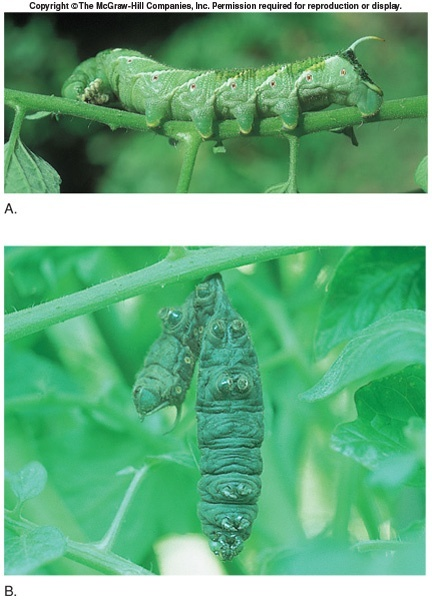 Copyright ©The McGraw-Hill Companies, Inc. Permission required for reproduction or display.
A.
B.